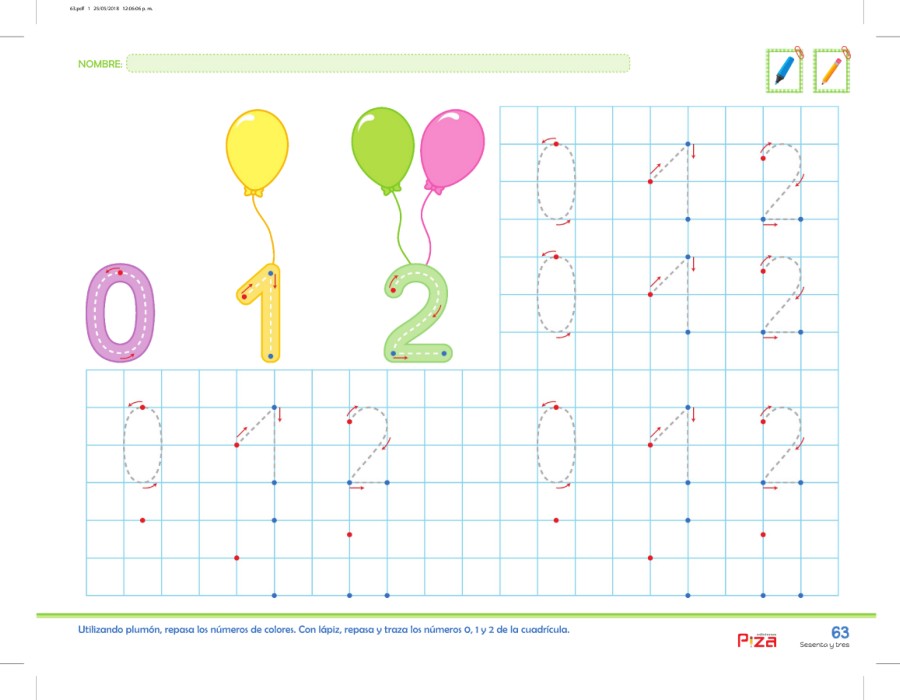 63.pdf 1 23/05/2018 12:06:06 p. m.
NOMBRE:
0 1 2
0 1 2
0 1 2
0 1 2 0 1 2
Utilizando plumón, repasa los números de colores. Con lápiz, repasa y traza los números 0, 1 y 2 de la cuadrícula.
Piza
63
Sesenta y tres